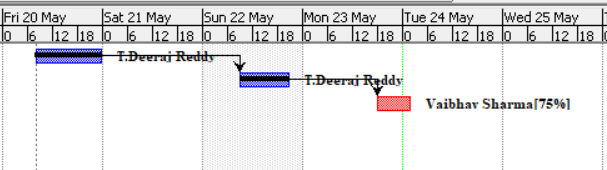 Fri 20 May Sat 21 May Sun 22 May Mon 23 May Tue 24 May Wed 25 May
0 6 12 18 0 6 12 18 0 6 12 18 0 6 12 18 0 6 12 18 0 6 12 18 0
T.Deeraj Reddy
T.Deeraj Reddy
Vaibhav Sharma[75%]